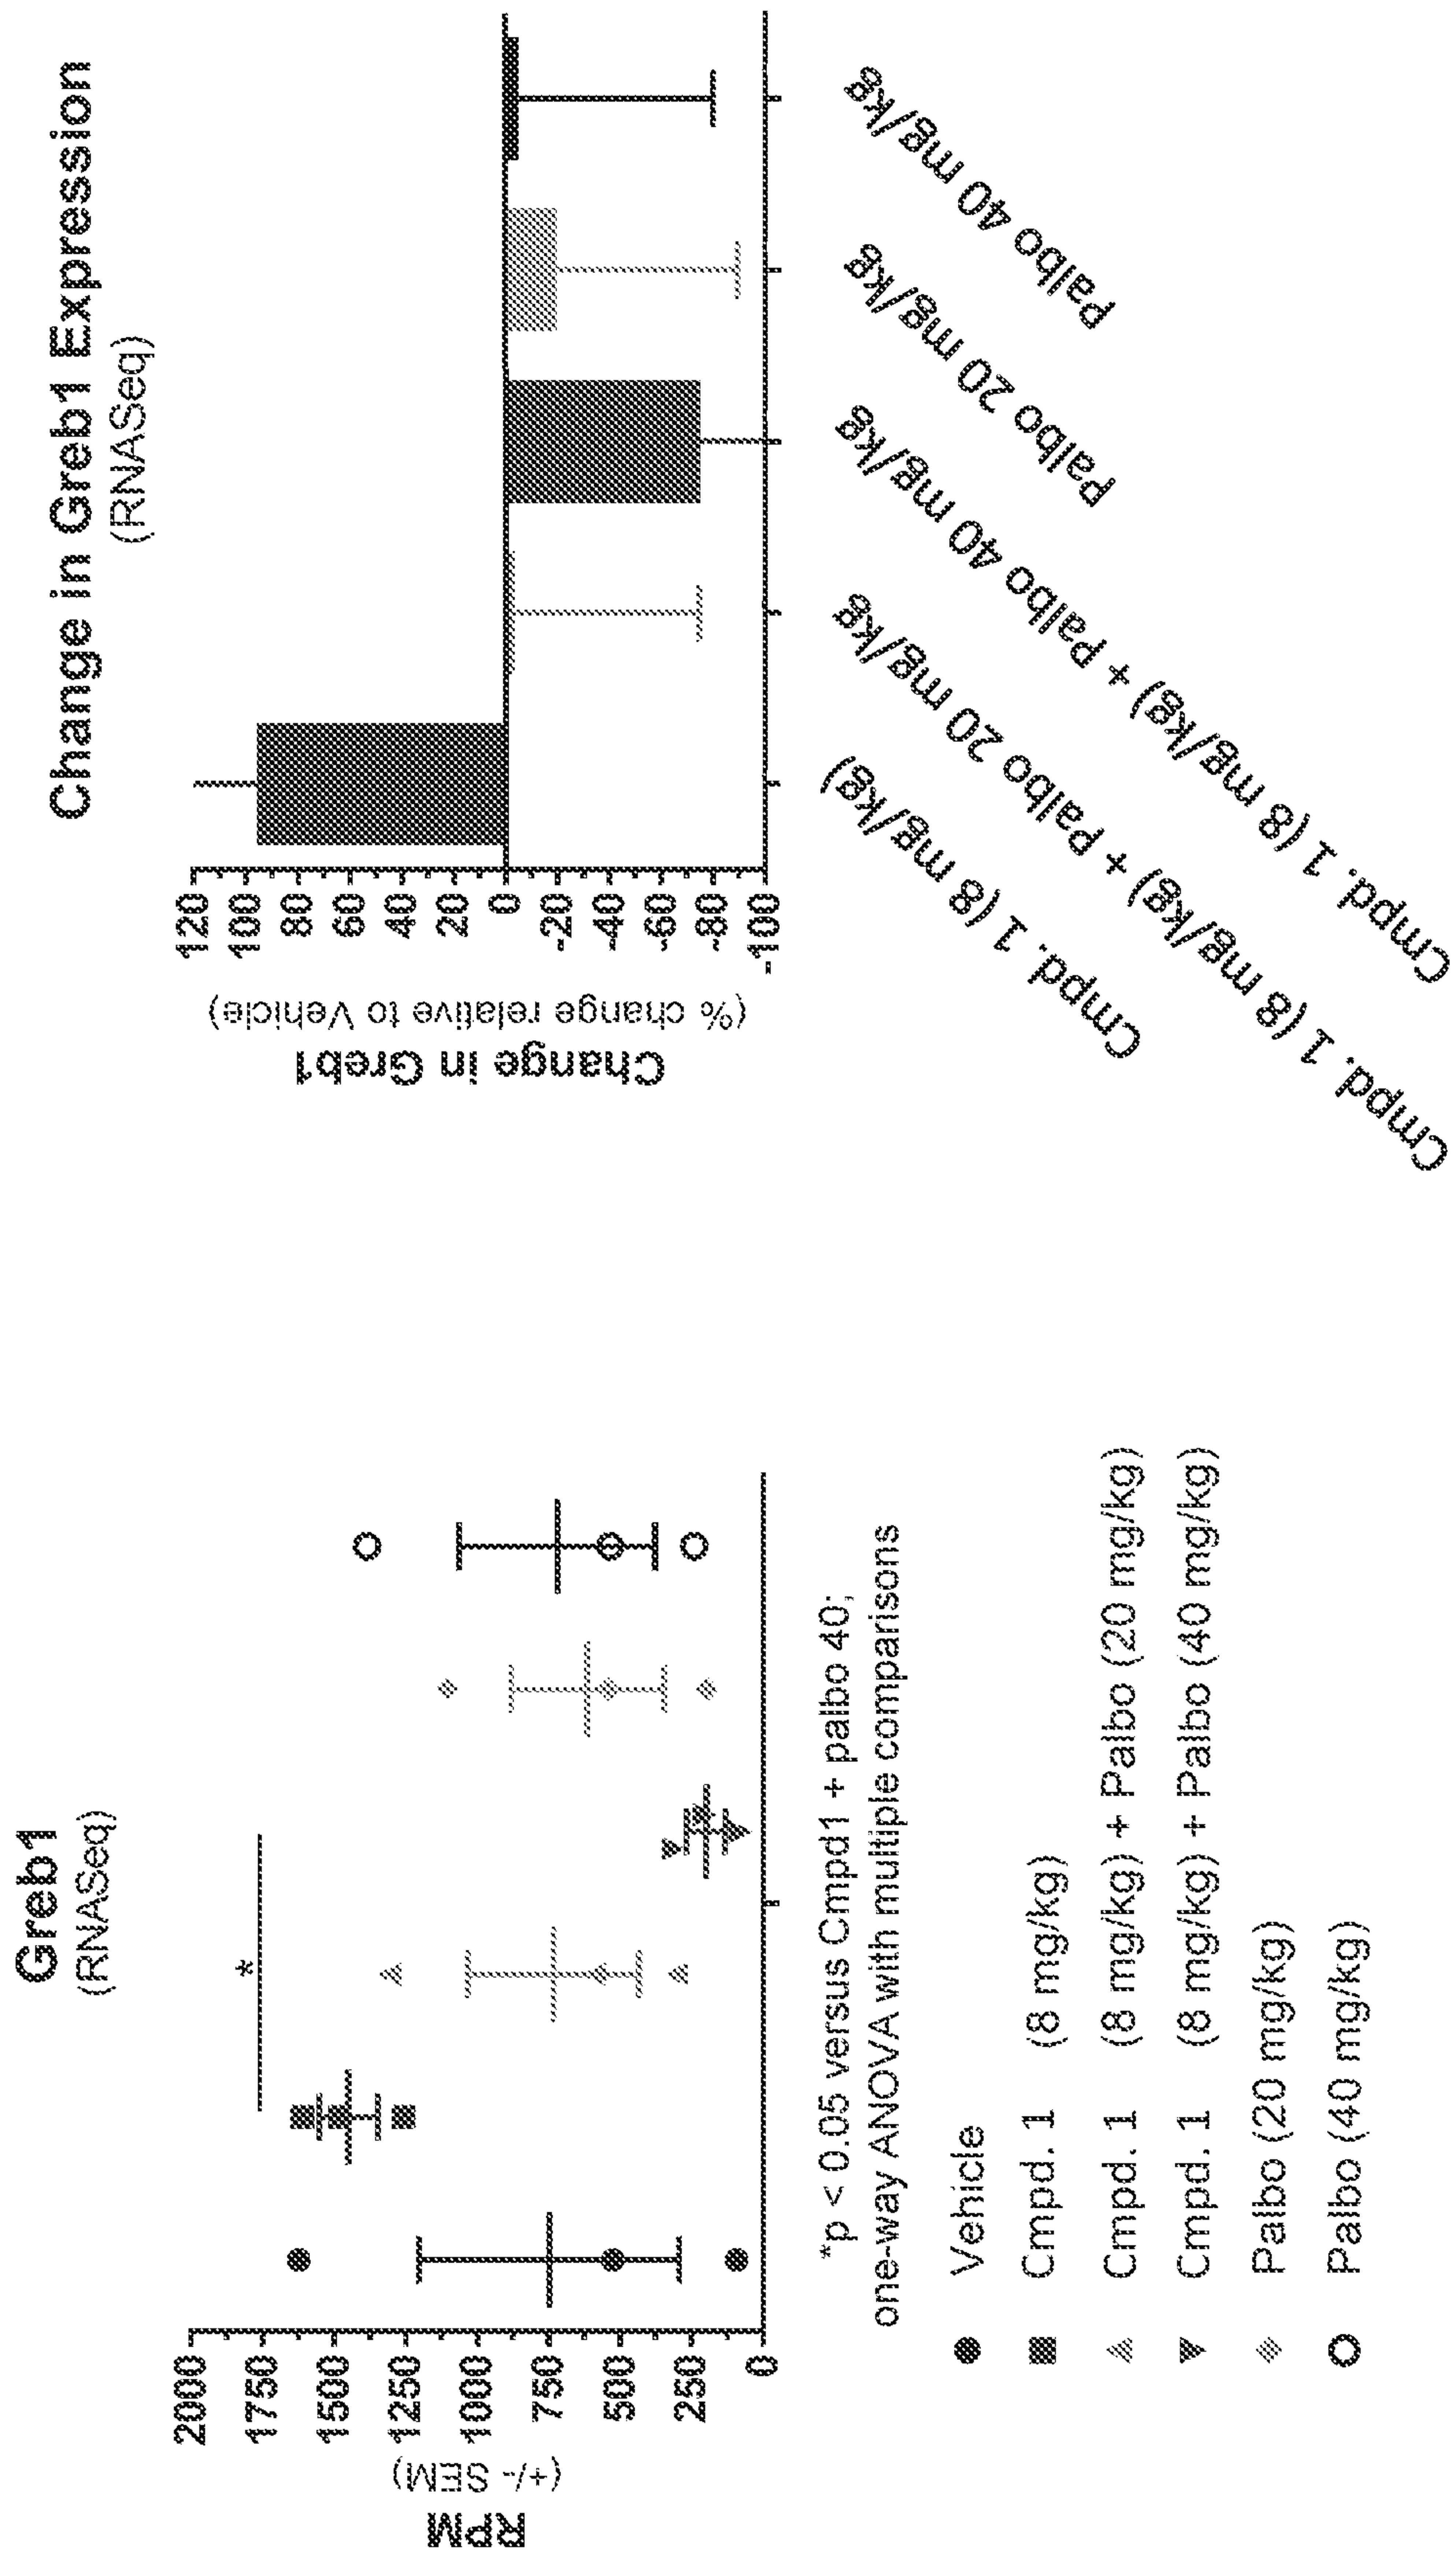 Greb1
(RNASeq)
2000
1750
1500
1250
1000
750
500
250
0
RPM
(+/- SEM)
*
*p < 0.05 versus Cmpd1 + palbo 40;
one-way ANOVA with multiple comparisons
Vehicle
Cmpd. 1 (8 mg/kg)
Cmpd. 1 (8 mg/kg) + Palbo (20 mg/kg)
Cmpd. 1 (8 mg/kg) + Palbo (40 mg/kg)
Palbo (20 mg/kg)
Palbo (40 mg/kg)
Change in Greb1 Expression
(RNASeq)
Change in Greb1
(% change relative to Vehicle)
120
100
80
60
40
20
0
-20
-40
-60
-80
-100
Cmpd. 1 (8 mg/kg)
Cmpd. 1 (8 mg/kg) + Palbo 20 mg/kg
Cmpd. 1 (8 mg/kg) + Palbo 40 mg/kg
Palbo 20 mg/kg
Palbo 40 mg/kg